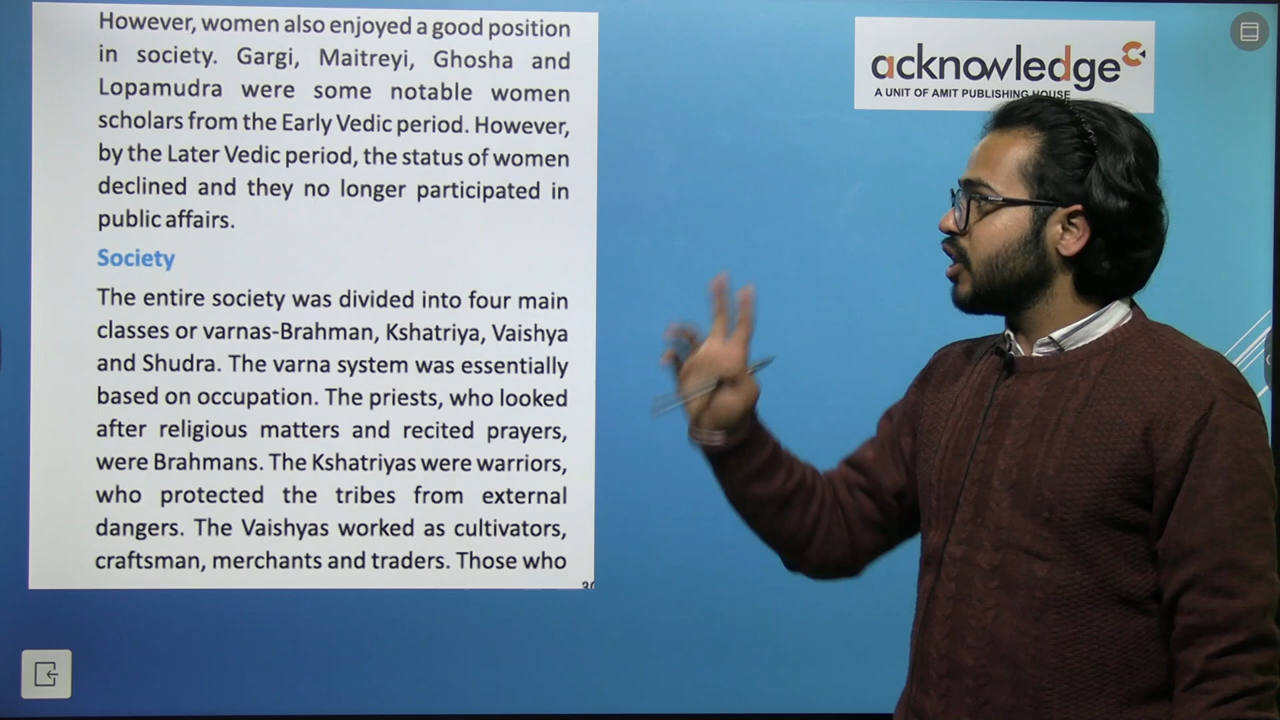 However, women also enjoyed a good position
in society. Gargi, Maitreyi, Ghosha and
Lopamudra were some notable women
scholars from the Early Vedic period. However,
by the Later Vedic period, the status of women
declined and they no longer participated in
public affairs.
Society
The entire society was divided into four main
classes or varnas-Brahman, Kshatriya, Vaishya
and Shudra. The varna system was essentially
based on occupation. The priests, who looked
after religious matters and recited prayers,
were Brahmans. The Kshatriyas were warriors,
who protected the tribes from external
dangers. The Vaishyas worked as cultivators,
craftsman, merchants and traders. Those who
acknowledge
A UNIT OF AMIT PUBLISHING HOUSE